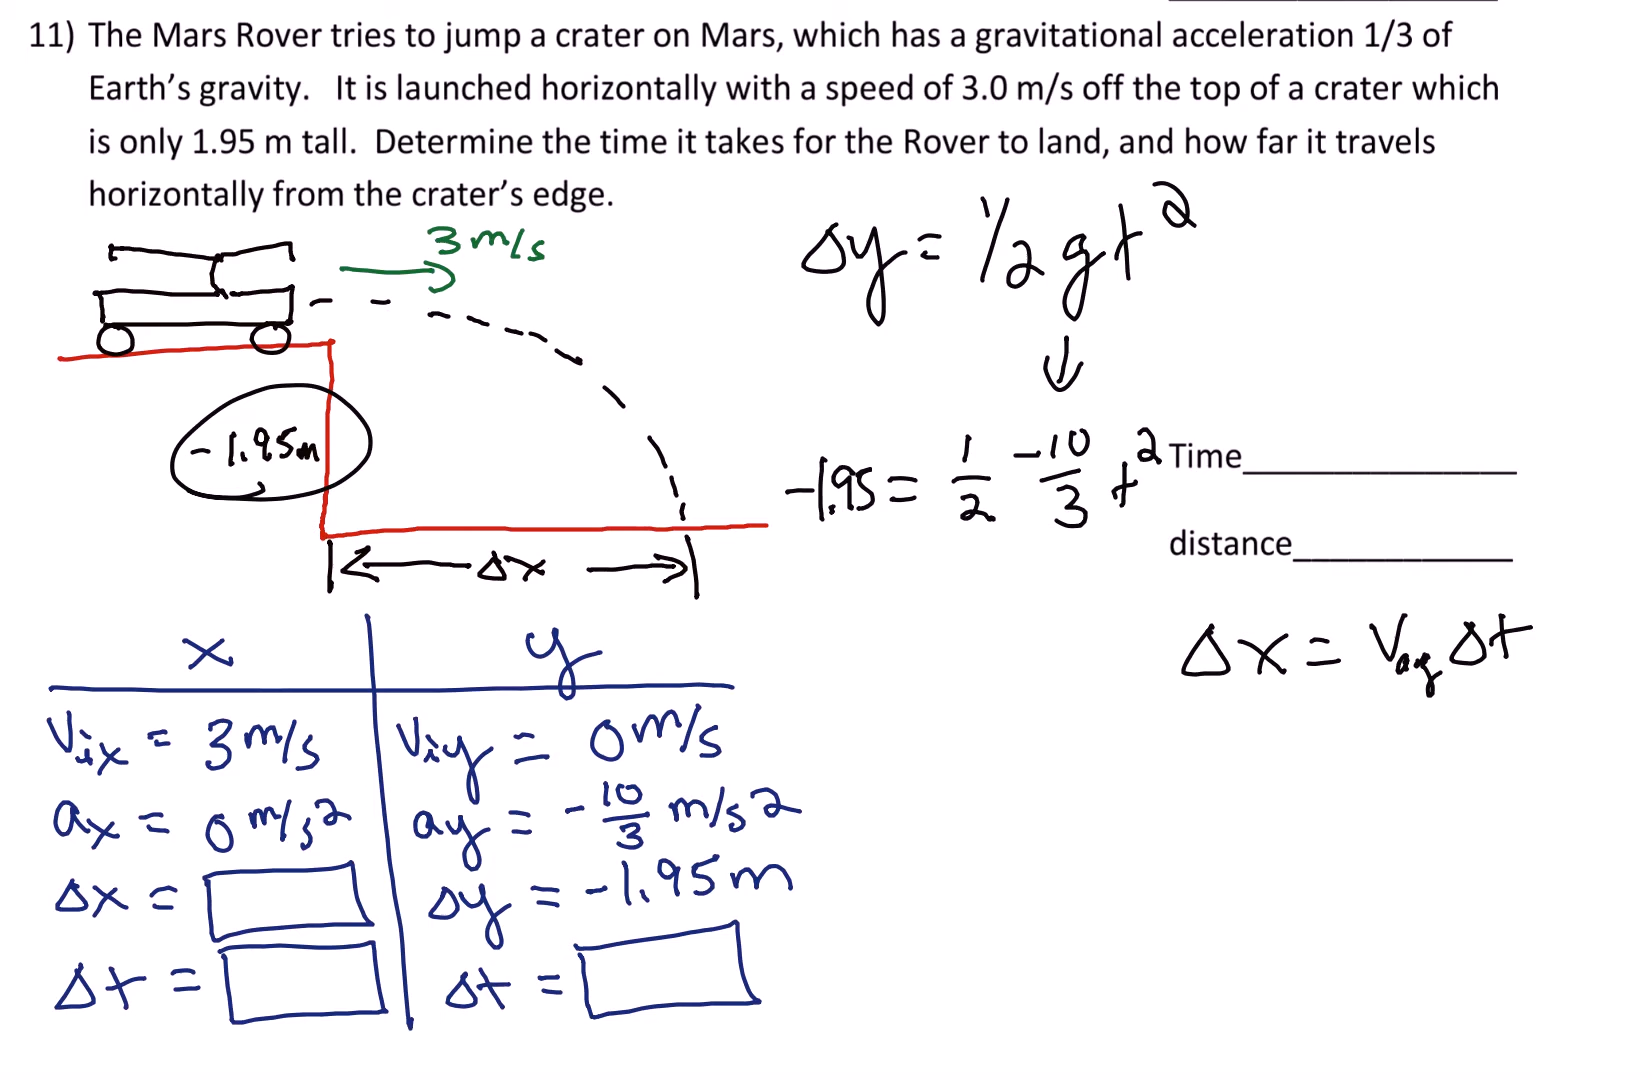 11) The Mars Rover tries to jump a crater on Mars, which has a gravitational acceleration 1/3 of
Earth's gravity. It is launched horizontally with a speed of 3.0 m/s off the top of a crater which
is only 1.95 m tall. Determine the time it takes for the Rover to land, and how far it travels
horizontally from the crater's edge.
3 m/s
Δy = 1/2 gt²
-1.95m
-1.95 = 1/2 -10/3 t²
Time
distance
Δx
Δx = Vavg Δt
x y
Vix = 3 m/s Viy = 0 m/s
ax = 0 m/s² ay = -10/3 m/s2
Δx = Δy = -1.95 m
Δt = Δt =